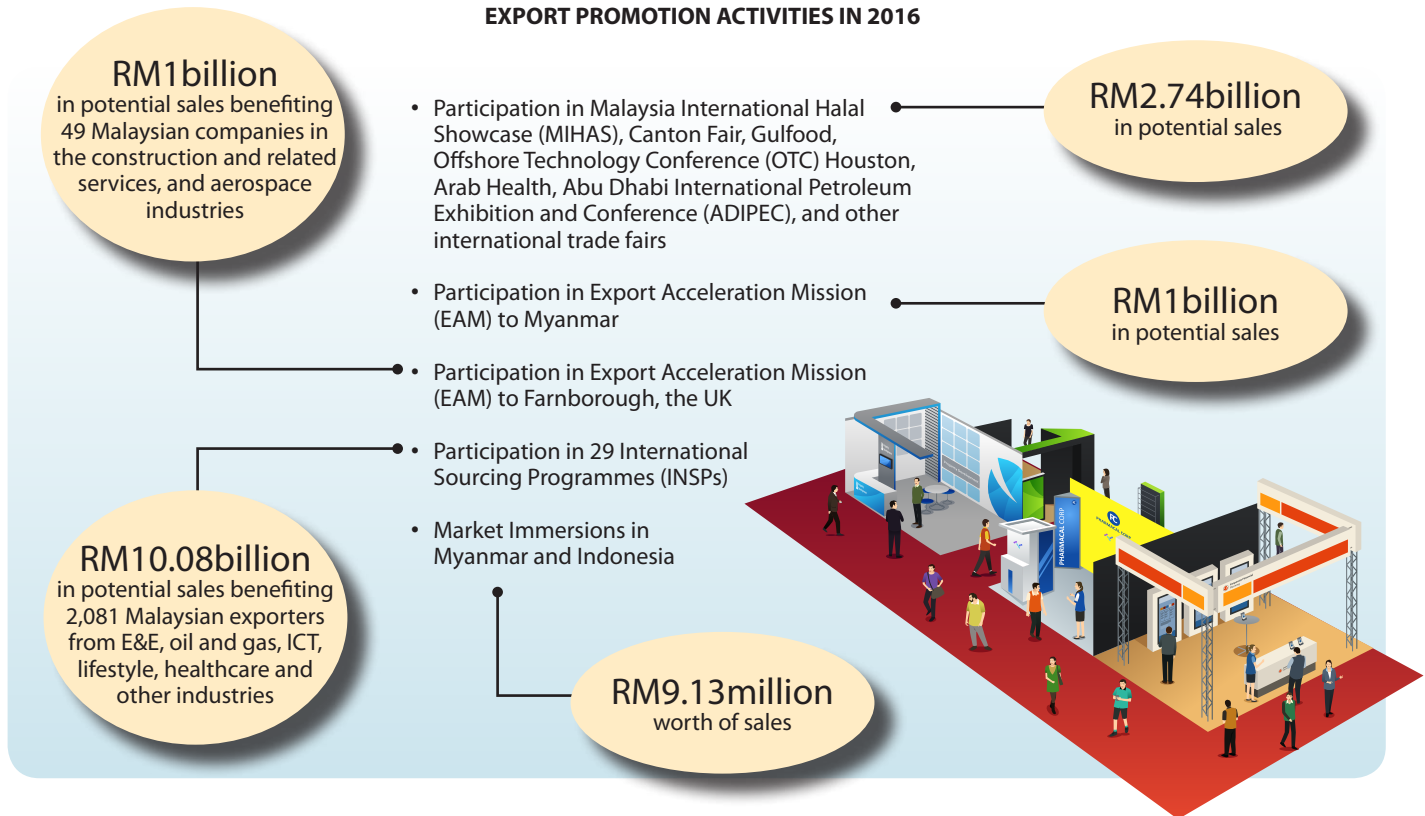 EXPORT PROMOTION ACTIVITIES IN 2016
RM1billion
in potential sales benefiting
49 Malaysian companies in
the construction and related
services, and aerospace
industries
• Participation in Malaysia International Halal
Showcase (MIHAS), Canton Fair, Gulfood,
Offshore Technology Conference (OTC) Houston,
Arab Health, Abu Dhabi International Petroleum
Exhibition and Conference (ADIPEC), and other
international trade fairs
RM2.74billion
in potential sales
• Participation in Export Acceleration Mission
(EAM) to Myanmar
RM1billion
in potential sales
• Participation in Export Acceleration Mission
(EAM) to Farnborough, the UK
• Participation in 29 International
Sourcing Programmes (INSPs)
RM10.08billion
in potential sales benefiting
2,081 Malaysian exporters
from E&E, oil and gas, ICT,
lifestyle, healthcare and
other industries
• Market Immersions in
Myanmar and Indonesia
RM9.13million
worth of sales
PHARMACAL CORP
PC
PHARMACAL CORP